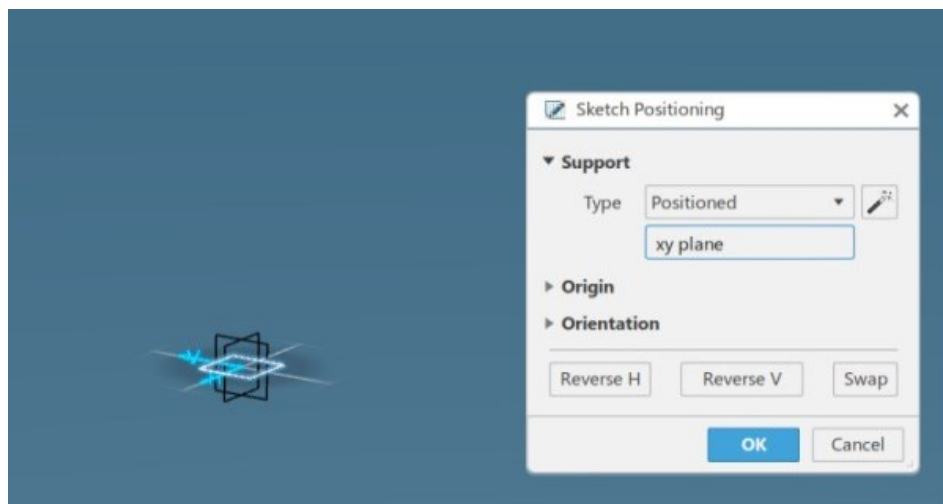 Sketch Positioning
Support
Type Positioned
xy plane
Origin
Orientation
Reverse H Reverse V Swap
OK Cancel
V
H